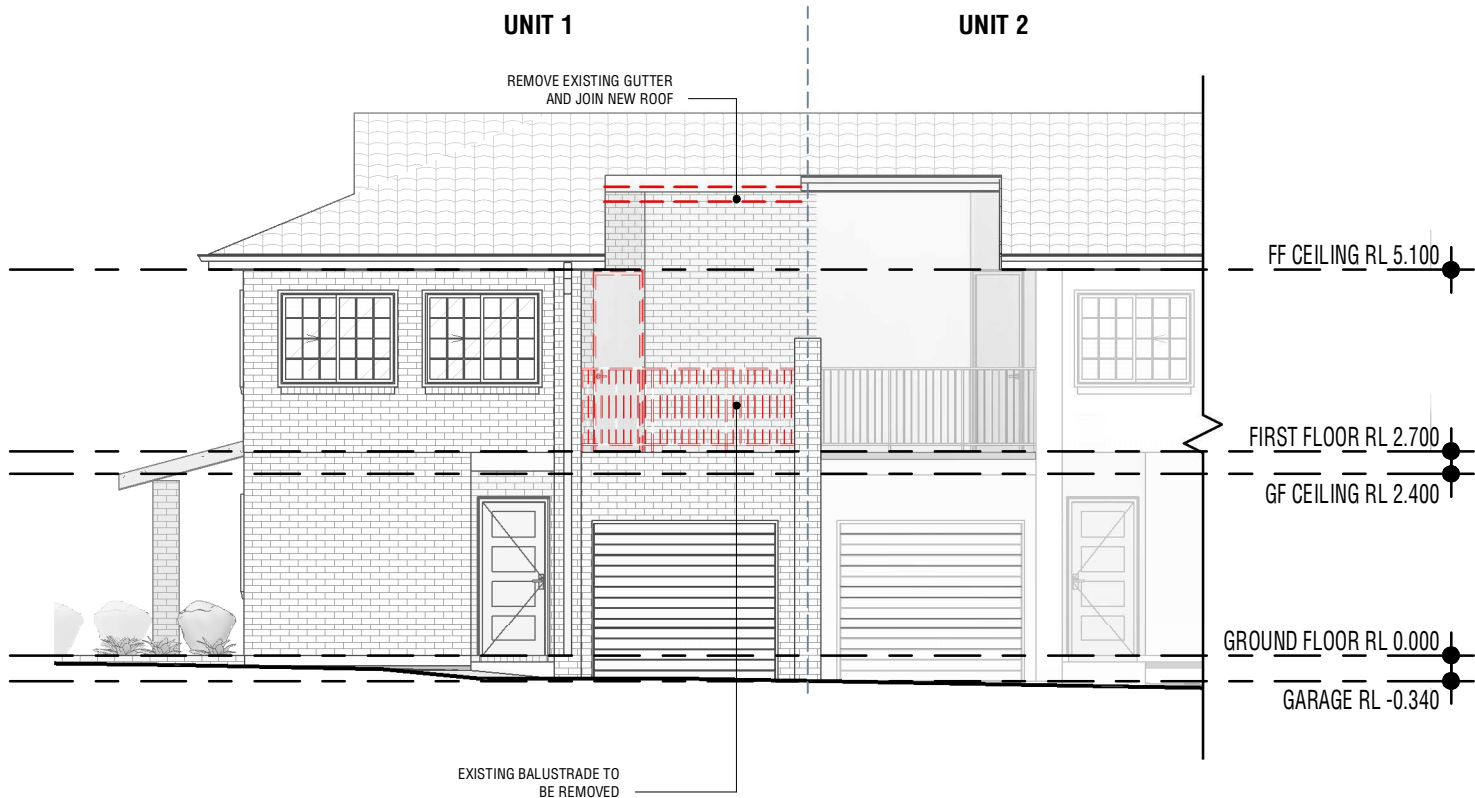 UNIT 1
UNIT 2
REMOVE EXISTING GUTTER
AND JOIN NEW ROOF
FF CEILING RL 5.100
FIRST FLOOR RL 2.700
GF CEILING RL 2.400
GROUND FLOOR RL 0.000
GARAGE RL -0.340
EXISTING BALUSTRADE TO
BE REMOVED